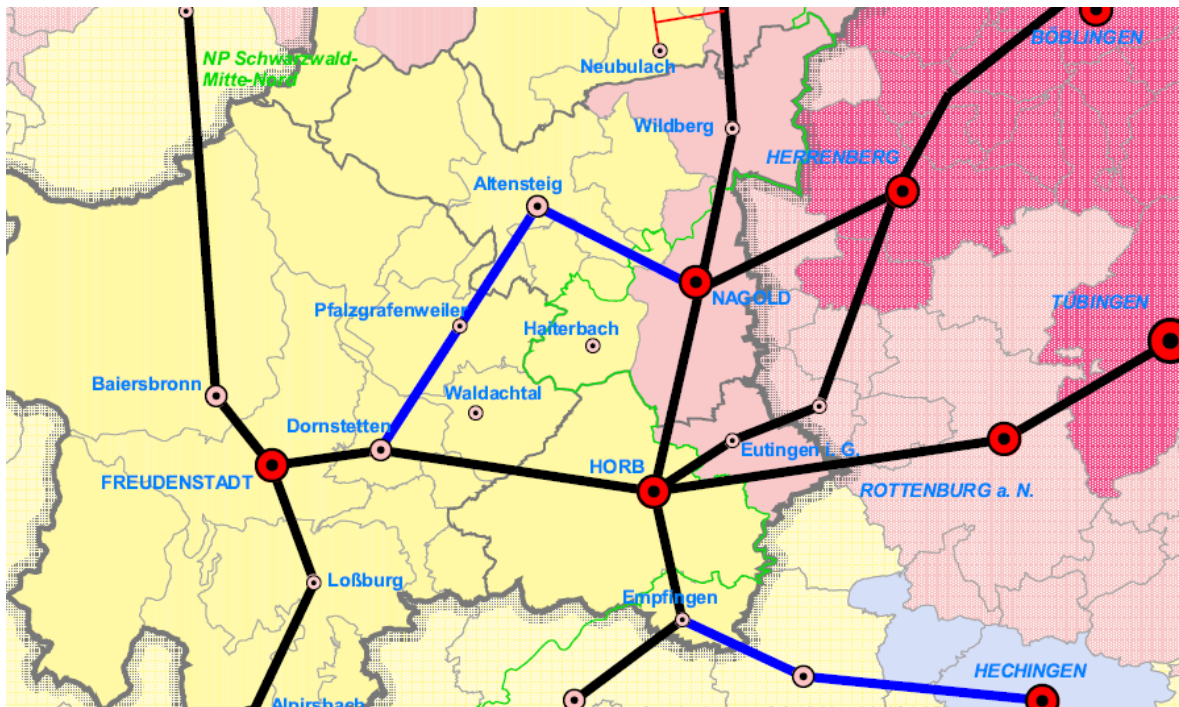 BÖBLINGEN
NP Schwarzwald-
Mitte-Nord
Neubulach
Wildberg
HERRENBERG
Altensteig
NAGOLD
TÜBINGEN
Pfalzgrafenweiler
Haiterbach
Baiersbronn
Waldachtal
Dornstetten
Eutingen i. G.
HORB
FREUDENSTADT
ROTTENBURG a. N.
Loßburg
Empfingen
HECHINGEN